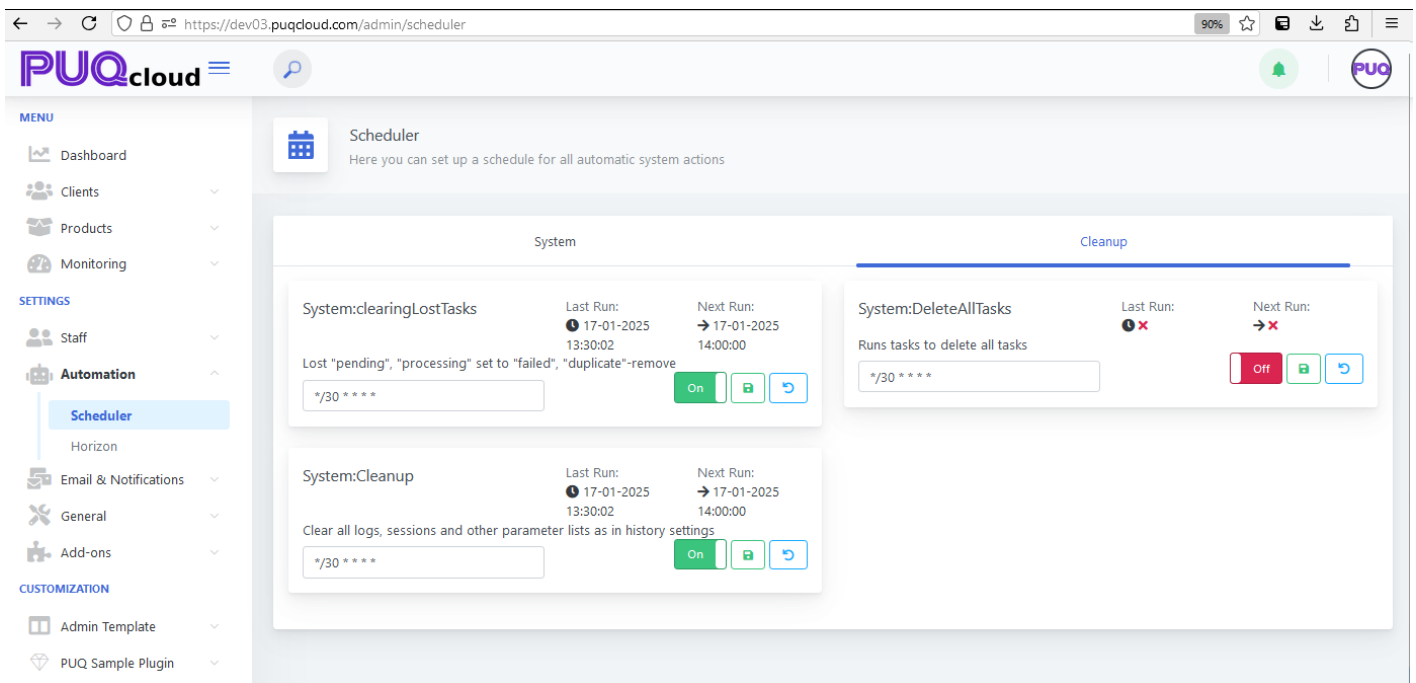 https://dev03.puqcloud.com/admin/scheduler
90%
PUQcloud
PUQ
MENU
Dashboard
Clients
Products
Monitoring
SETTINGS
Staff
Automation
Scheduler
Horizon
Email & Notifications
General
Add-ons
CUSTOMIZATION
Admin Template
PUQ Sample Plugin
Scheduler
Here you can set up a schedule for all automatic system actions
System
Cleanup
System:clearingLostTasks
Last Run:
17-01-2025
13:30:02
Next Run:
17-01-2025
14:00:00
Lost "pending", "processing" set to "failed", "duplicate"-remove
*/30 * * * *
On
System:DeleteAllTasks
Last Run:
Next Run:
Runs tasks to delete all tasks
*/30 * * * *
Off
System:Cleanup
Last Run:
17-01-2025
13:30:02
Next Run:
17-01-2025
14:00:00
Clear all logs, sessions and other parameter lists as in history settings
*/30 * * * *
On